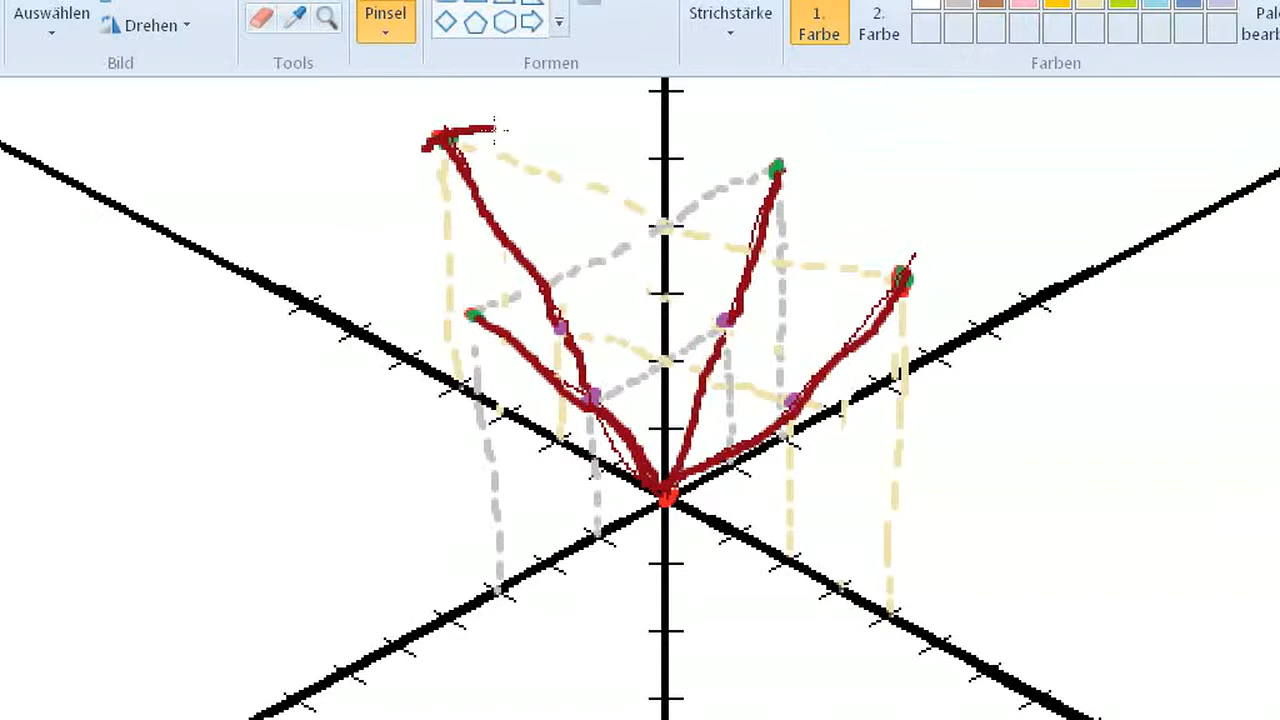 Auswählen
Drehen
Bild
Tools
Pinsel
Formen
Strichstärke
1.
Farbe
2.
Farbe
Farben